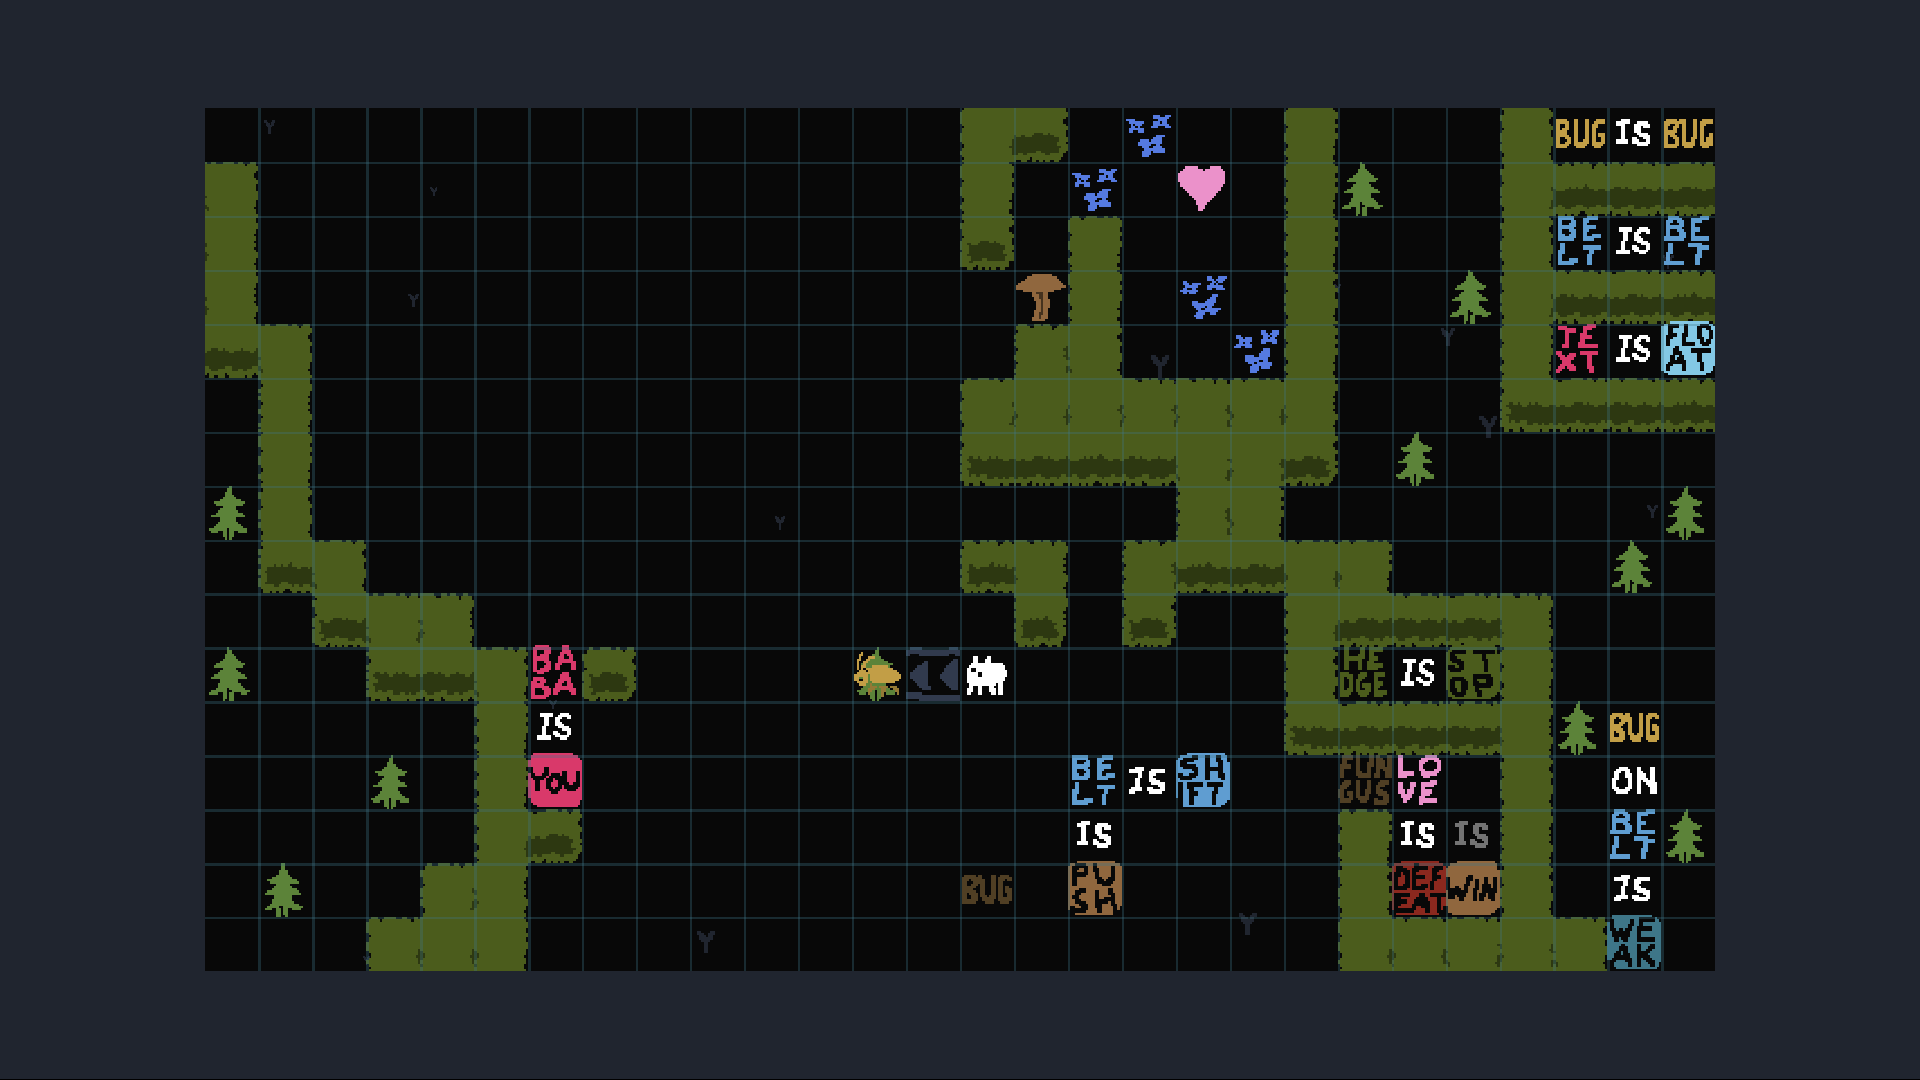 BUG IS BUG
BELT IS BELT
TEXT IS FLOAT
BABA
HEDGE IS STOP
IS
BUG
YOU
BELT IS SHIFT
FUNGUS LOVE
ON
IS
IS IS
BELT
BUG
PUSH
DEFEAT WIN
IS
WEAK